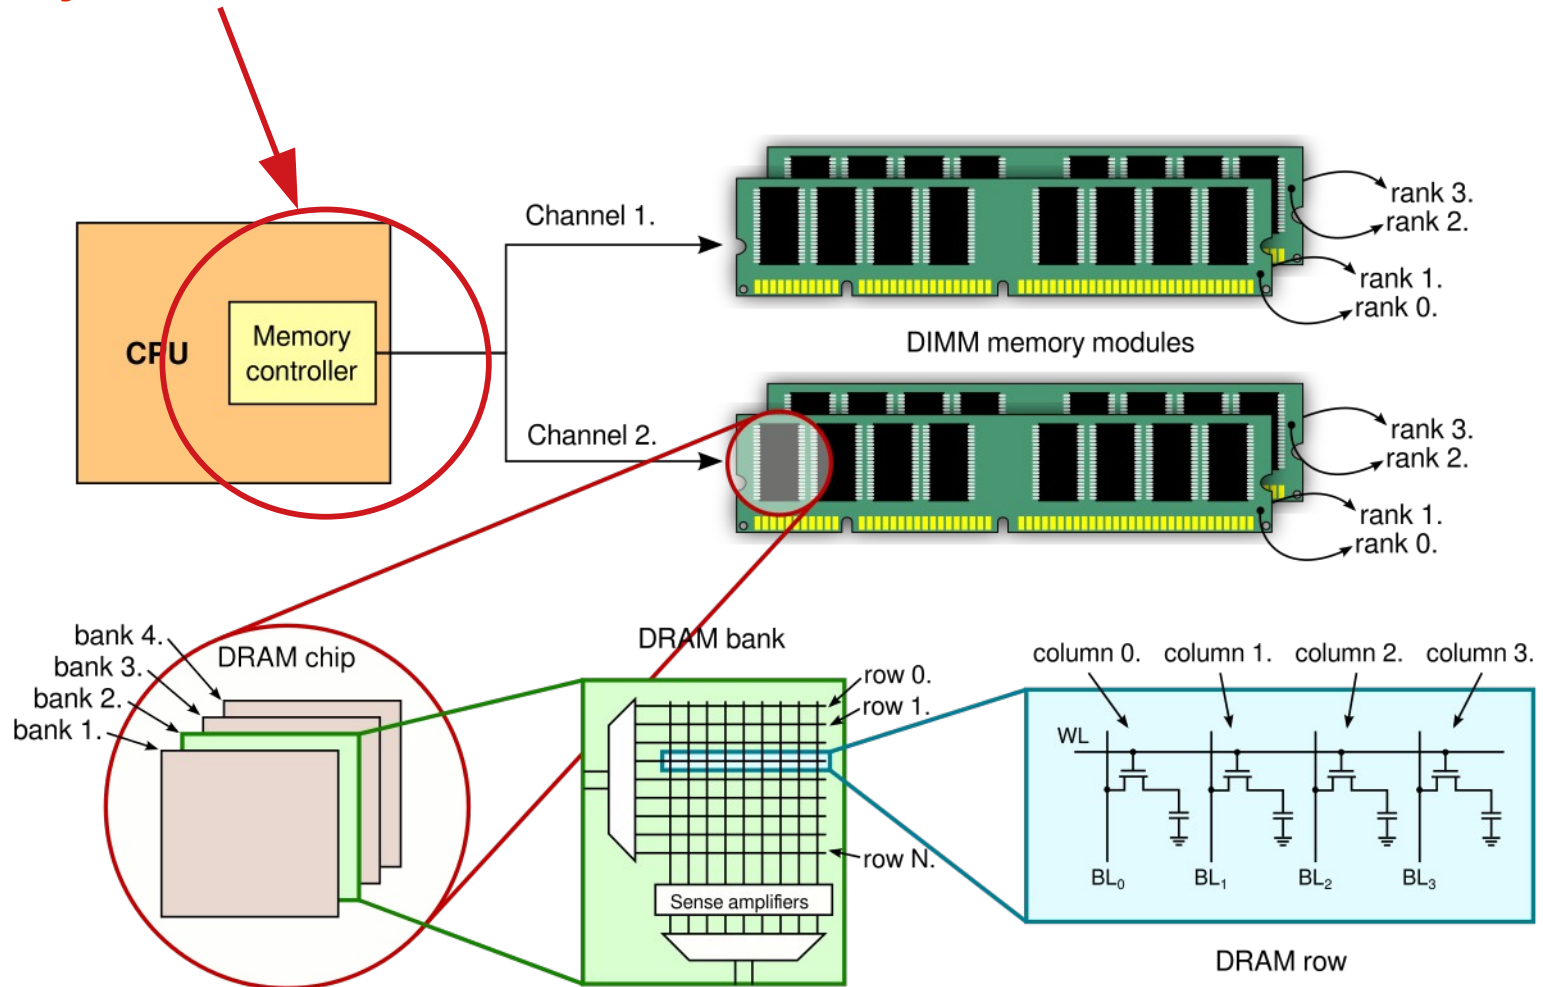 Channel 1.
rank 3.
rank 2.
rank 1.
rank 0.
CPU
Memory
controller
DIMM memory modules
Channel 2.
rank 3.
rank 2.
rank 1.
rank 0.
bank 4.
bank 3.
bank 2.
bank 1.
DRAM chip
DRAM bank
row 0.
row 1.
row N.
Sense amplifiers
column 0. column 1. column 2. column 3.
WL
BL₀ BL₁ BL₂ BL₃
DRAM row